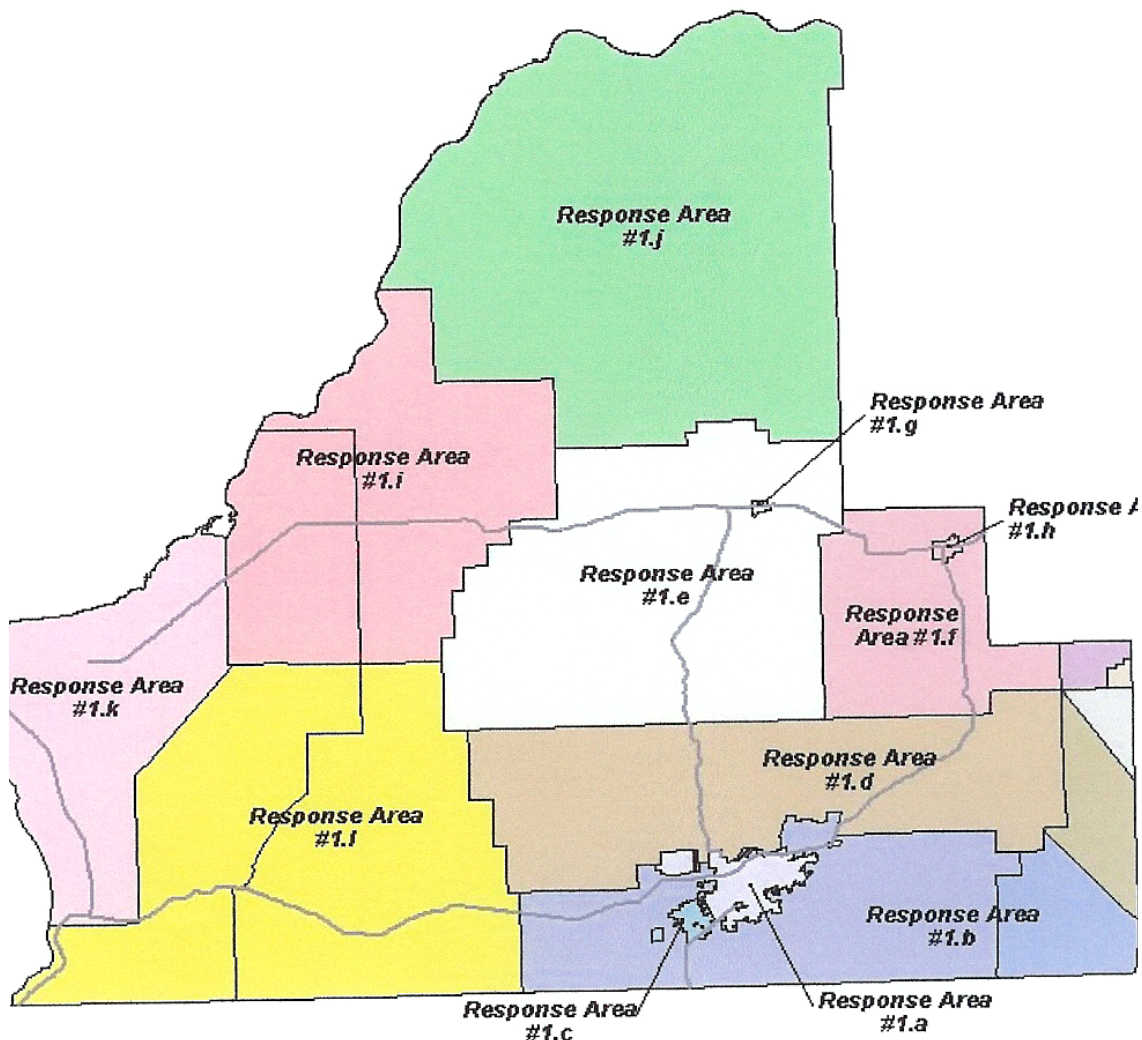 Response Area
#1.j
Response Area
#1.g
Response Area
#1.i
Response A
#1.h
Response Area
#1.e
Response
Area #1.f
Response Area
#1.k
Response Area
#1.d
Response Area
#1.l
Response Area
#1.b
Response Area
#1.c
Response Area
#1.a